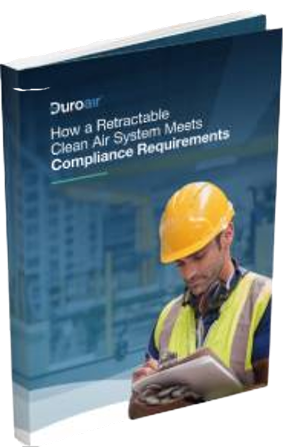 Duroair
How a Retractable
Clean Air System Meets
Compliance Requirements